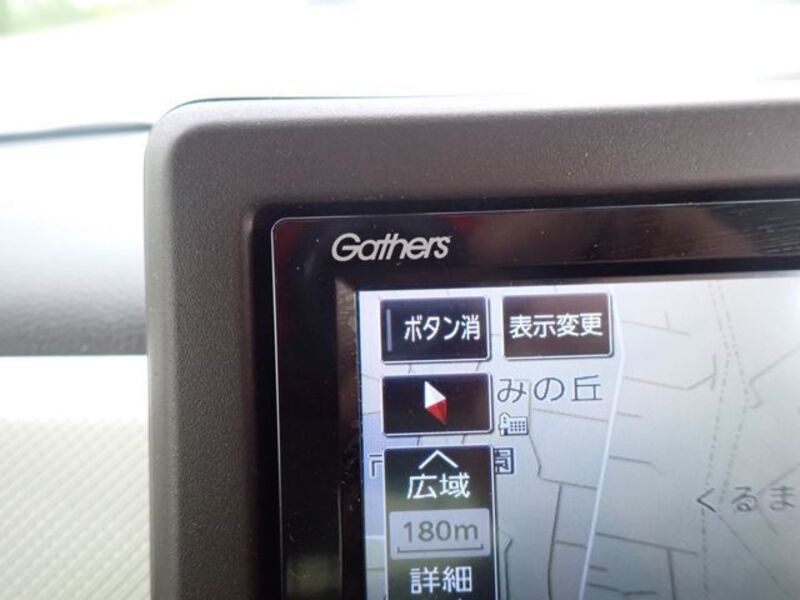 Gathers
ボタン消
表示変更
みの丘
広域
180m
くるま
詳細